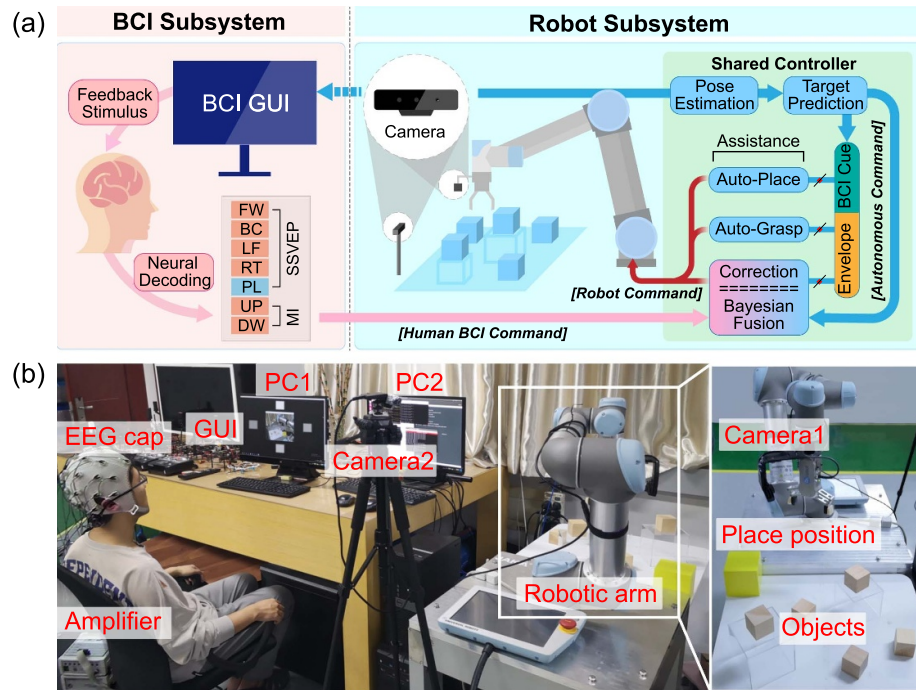 (a)
BCI Subsystem
Robot Subsystem
Feedback
Stimulus
BCI GUI
Neural
Decoding
FW
BC
LF
RT
PL
UP
DW
SSVEP
MI
Camera
Shared Controller
Pose
Estimation
Target
Prediction
Assistance
Auto-Place
Auto-Grasp
BCI Cue
Envelope
[Autonomous Command]
Correction
========
Bayesian
Fusion
[Robot Command]
[Human BCI Command]
(b)
EEG cap
GUI
PC1
PC2
Camera2
Amplifier
Robotic arm
Camera1
Place position
Objects